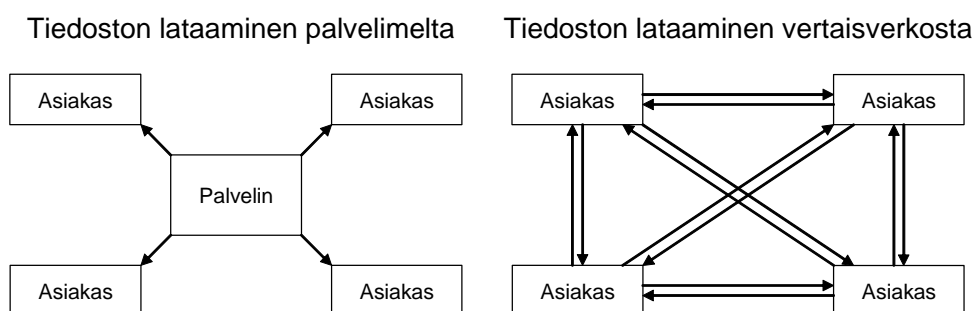 Tiedoston lataaminen palvelimelta
Asiakas
Asiakas
Palvelin
Asiakas
Asiakas
Tiedoston lataaminen vertaisverkosta
Asiakas
Asiakas
Asiakas
Asiakas